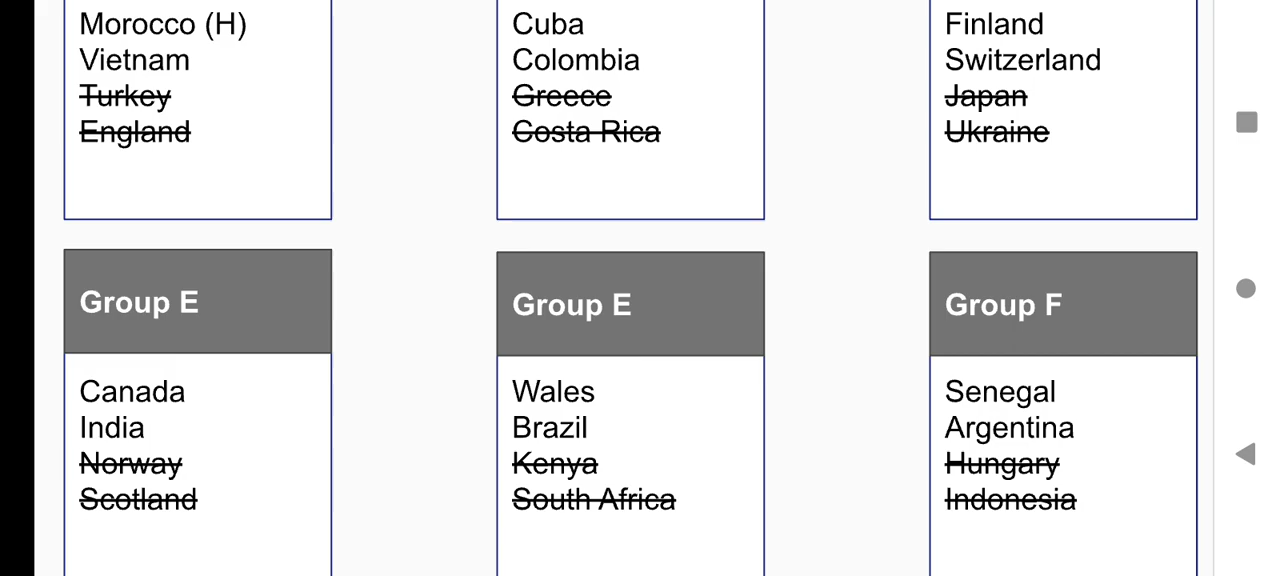 Morocco (H)
Vietnam
Turkey
England
Cuba
Colombia
Greece
Costa Rica
Finland
Switzerland
Japan
Ukraine
Group E
Canada
India
Norway
Scotland
Group E
Wales
Brazil
Kenya
South Africa
Group F
Senegal
Argentina
Hungary
Indonesia